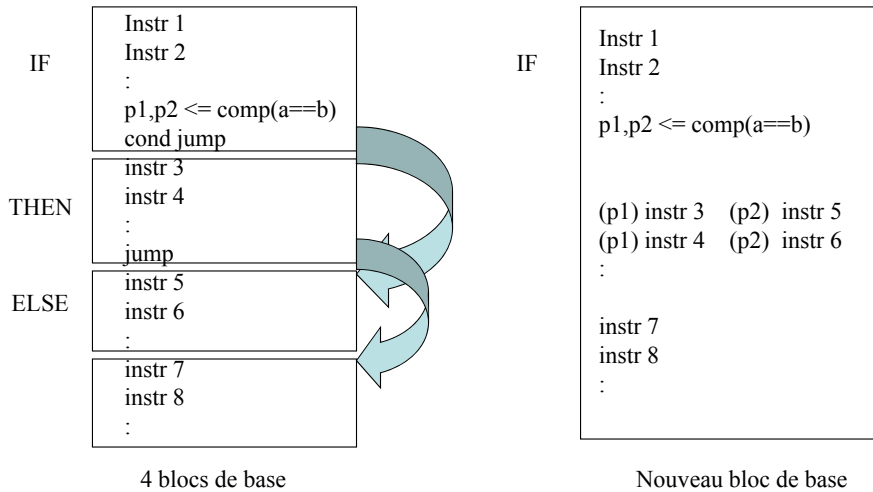 IF
Instr 1
Instr 2
:
p1,p2 <= comp(a==b)
cond jump
THEN
instr 3
instr 4
:
jump
ELSE
instr 5
instr 6
:
instr 7
instr 8
:
4 blocs de base
IF
Instr 1
Instr 2
:
p1,p2 <= comp(a==b)
(p1) instr 3 (p2) instr 5
(p1) instr 4 (p2) instr 6
:
instr 7
instr 8
:
Nouveau bloc de base